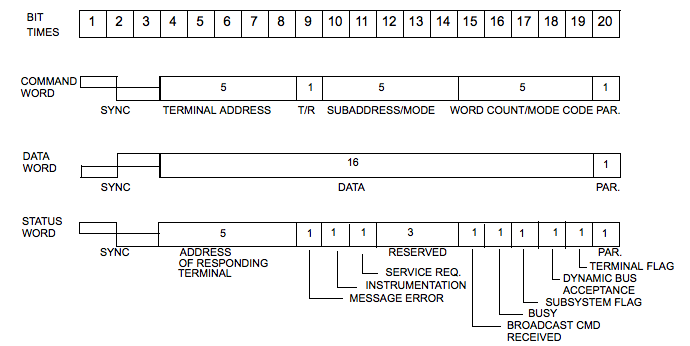 BIT TIMES 1 2 3 4 5 6 7 8 9 10 11 12 13 14 15 16 17 18 19 20
COMMAND WORD
5 1 5 5 1
SYNC TERMINAL ADDRESS T/R SUBADDRESS/MODE WORD COUNT/MODE CODE PAR.
DATA WORD
16 1
SYNC DATA PAR.
STATUS WORD
5 1 1 1 3 1 1 1 1 1 1
SYNC ADDRESS RESERVED PAR.
OF RESPONDING
TERMINAL
TERMINAL FLAG
SERVICE REQ.
DYNAMIC BUS
ACCEPTANCE
INSTRUMENTATION
MESSAGE ERROR
SUBSYSTEM FLAG
BUSY
BROADCAST CMD
RECEIVED